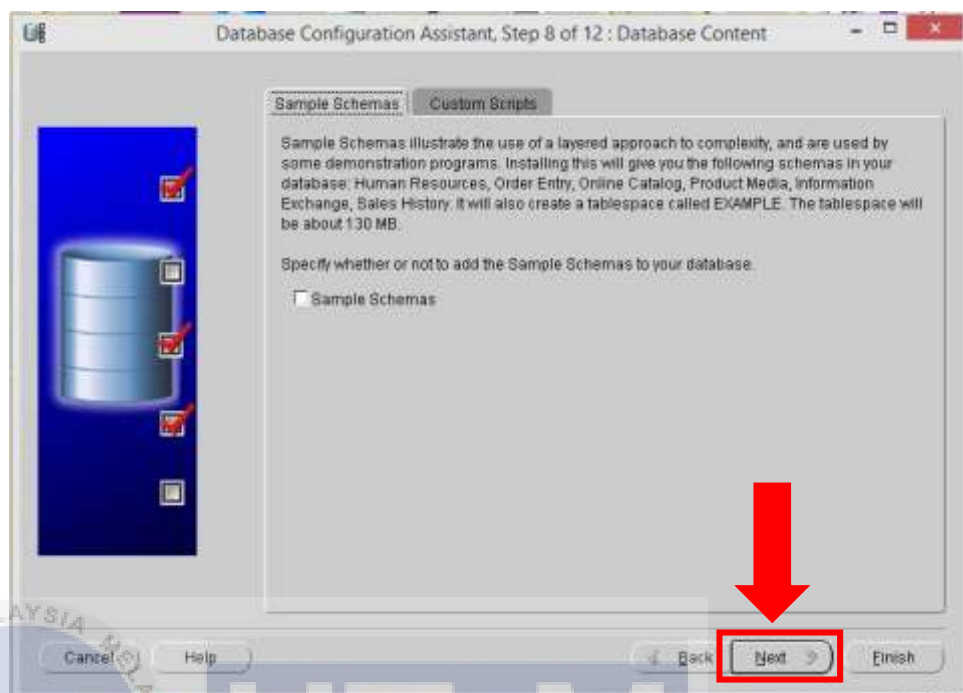 Database Configuration Assistant, Step 8 of 12 : Database Content
Sample Schemas
Custom Scripts
Sample Schemas illustrate the use of a layered approach to complexity, and are used by
some demonstration programs. Installing this will give you the following schemas in your
database: Human Resources, Order Entry, Online Catalog, Product Media, Information
Exchange, Sales History. It will also create a tablespace called EXAMPLE. The tablespace will
be about 130 MB.
Specify whether or not to add the Sample Schemas to your database.
Sample Schemas
Cancel
Help
Back
Next
Finish